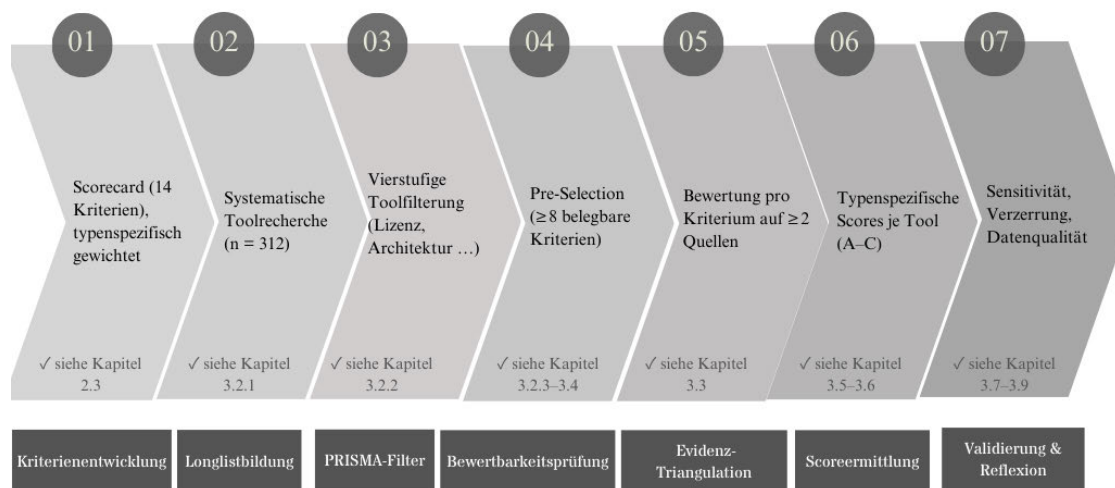 01
02
03
04
05
06
07
Scorecard (14
Kriterien),
typenspezifisch
gewichtet
Systematische
Toolrecherche
(n = 312)
Vierstufige
Toolfilterung
(Lizenz,
Architektur …)
Pre-Selection
(≥8 belegbare
Kriterien)
Bewertung pro
Kriterium auf ≥2
Quellen
Typenspezifische
Scores je Tool
(A–C)
Sensitivität,
Verzerrung,
Datenqualität
✓ siehe Kapitel
2.3
✓ siehe Kapitel
3.2.1
✓ siehe Kapitel
3.2.2
✓ siehe Kapitel
3.2.3–3.4
✓ siehe Kapitel
3.3
✓ siehe Kapitel
3.5–3.6
✓ siehe Kapitel
3.7–3.9
Kriterienentwicklung
Longlistbildung
PRISMA-Filter
Bewertbarkeitsprüfung
Evidenz-
Triangulation
Scoreermittlung
Validierung &
Reflexion